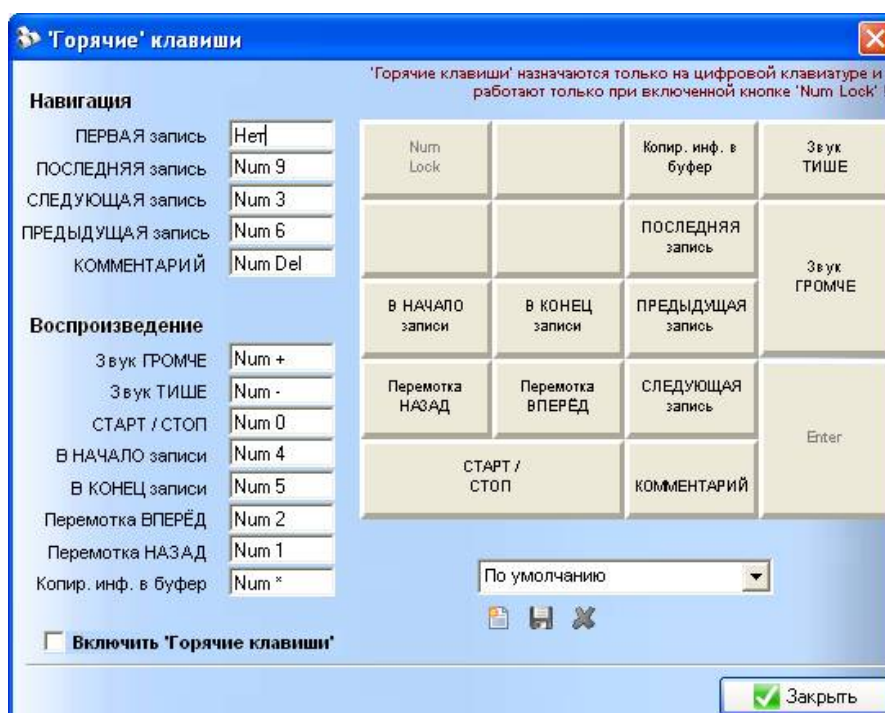 'Горячие' клавиши
'Горячие клавиши' назначаются только на цифровой клавиатуре и
работают только при включенной кнопке 'Num Lock' !
Навигация
ПЕРВАЯ запись Нет
ПОСЛЕДНЯЯ запись Num 9
СЛЕДУЮЩАЯ запись Num 3
ПРЕДЫДУЩАЯ запись Num 6
КОММЕНТАРИЙ Num Del
Воспроизведение
Звук ГРОМЧЕ Num +
Звук ТИШЕ Num -
СТАРТ / СТОП Num 0
В НАЧАЛО записи Num 4
В КОНЕЦ записи Num 5
Перемотка ВПЕРЁД Num 2
Перемотка НАЗАД Num 1
Копир. инф. в буфер Num *
Включить 'Горячие клавиши'
Num
Lock
Копир. инф. в
буфер
Звук
ТИШЕ
ПОСЛЕДНЯЯ
запись
Звук
ГРОМЧЕ
В НАЧАЛО
записи
В КОНЕЦ
записи
ПРЕДЫДУЩАЯ
запись
Перемотка
НАЗАД
Перемотка
ВПЕРЁД
СЛЕДУЮЩАЯ
запись
Enter
СТАРТ /
СТОП
КОММЕНТАРИЙ
По умолчанию
Закрыть